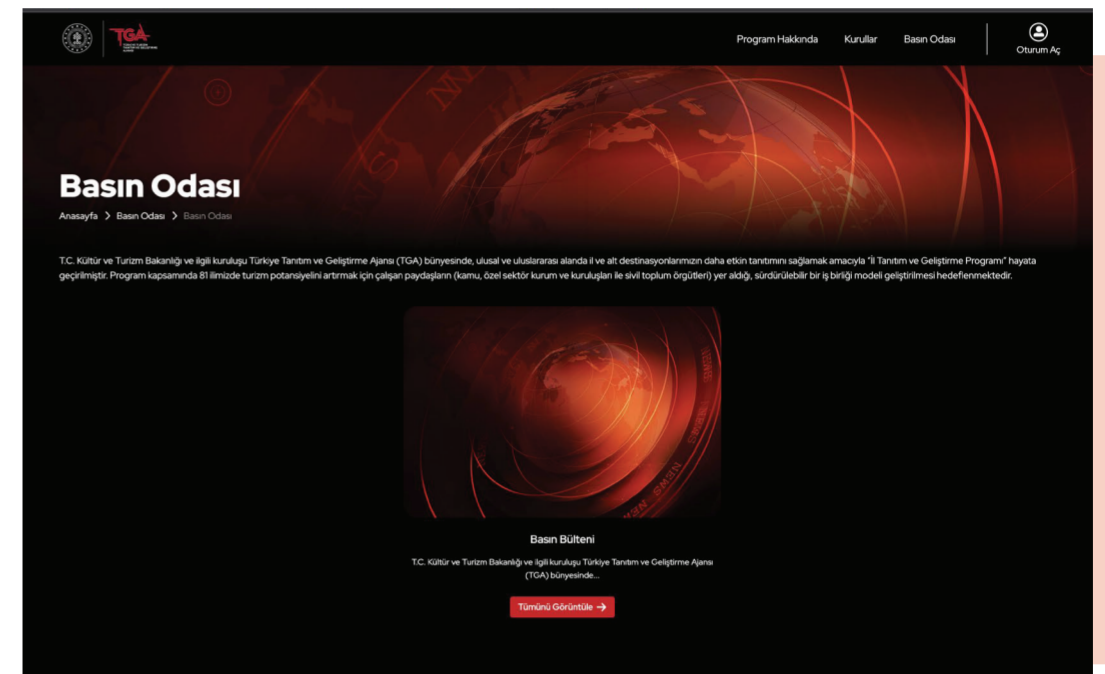 TGA
Program Hakkında
Kurullar
Basın Odası
Oturum Aç
NEWS
Basın Odası
Anasayfa > Basın Odası > Basın Odası
T.C. Kültür ve Turizm Bakanlığı ve ilgili kuruluşu Türkiye Tanıtım ve Geliştirme Ajansı (TGA) bünyesinde, ulusal ve uluslararası alanda il ve alt destinasyonlarımızın daha etkin tanıtımını sağlamak amacıyla "İl Tanıtım ve Geliştirme Programı" hayata
geçirilmiştir. Program kapsamında 81 ilimizde turizm potansiyelini artırmak için çalışan paydaşların (kamu, özel sektör kurum ve kuruluşları ile sivil toplum örgütleri) yer aldığı, sürdürülebilir bir iş birliği modeli geliştirilmesi hedeflenmektedir.
NEWS NEWS
Basın Bülteni
T.C. Kültür ve Turizm Bakanlığı ve ilgili kuruluşu Türkiye Tanıtım ve Geliştirme Ajansı
(TGA) bünyesinde...
Tümünü Görüntüle →